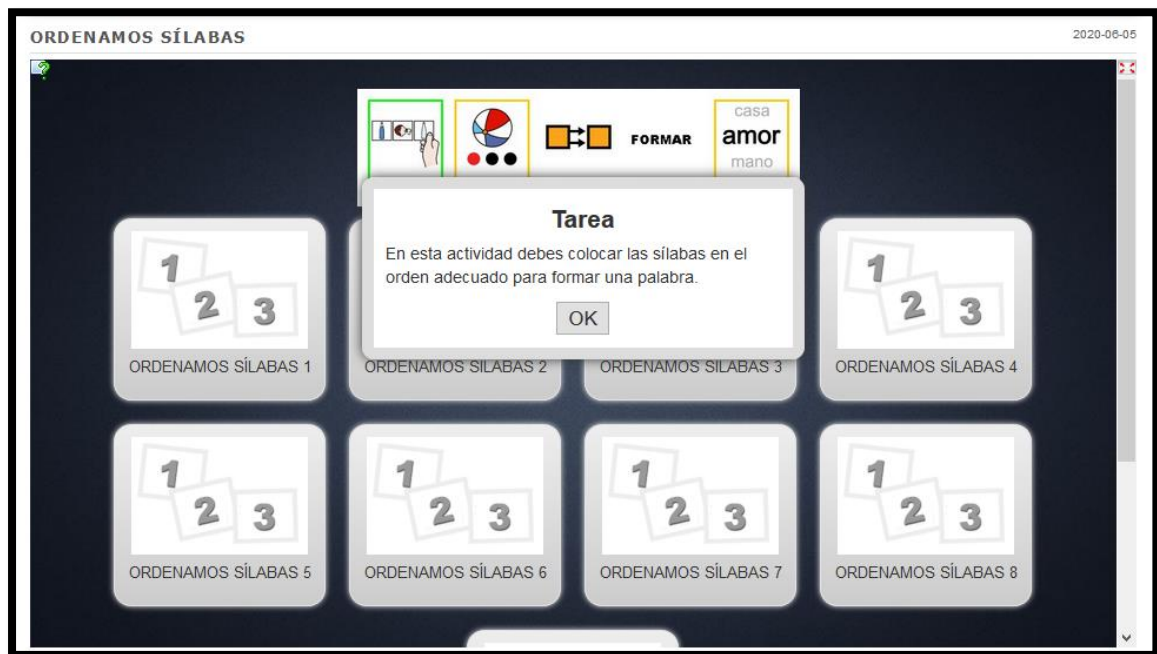 ORDENAMOS SÍLABAS
2020-06-05
casa
FORMAR
amor
mano
Tarea
En esta actividad debes colocar las sílabas en el
orden adecuado para formar una palabra.
OK
1 2 3
1 2 3
ORDENAMOS SÍLABAS 1
ORDENAMOS SÍLABAS 2
ORDENAMOS SÍLABAS 3
ORDENAMOS SÍLABAS 4
1 2 3
1 2 3
1 2 3
1 2 3
ORDENAMOS SÍLABAS 5
ORDENAMOS SÍLABAS 6
ORDENAMOS SÍLABAS 7
ORDENAMOS SÍLABAS 8